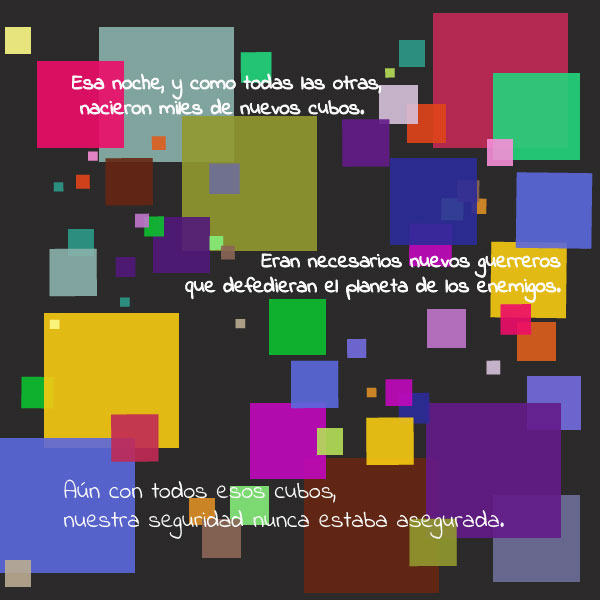 Esa noche, y como todas las otras,
nacieron miles de nuevos cubos.
Eran necesarios nuevos guerreros
que defedieran el planeta de los enemigos.
Aún con todos esos cubos,
nuestra seguridad nunca estaba asegurada.